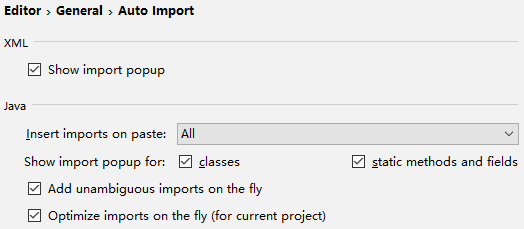 Editor › General › Auto Import
XML
Show import popup
Java
Insert imports on paste: All
Show import popup for: classes static methods and fields
Add unambiguous imports on the fly
Optimize imports on the fly (for current project)